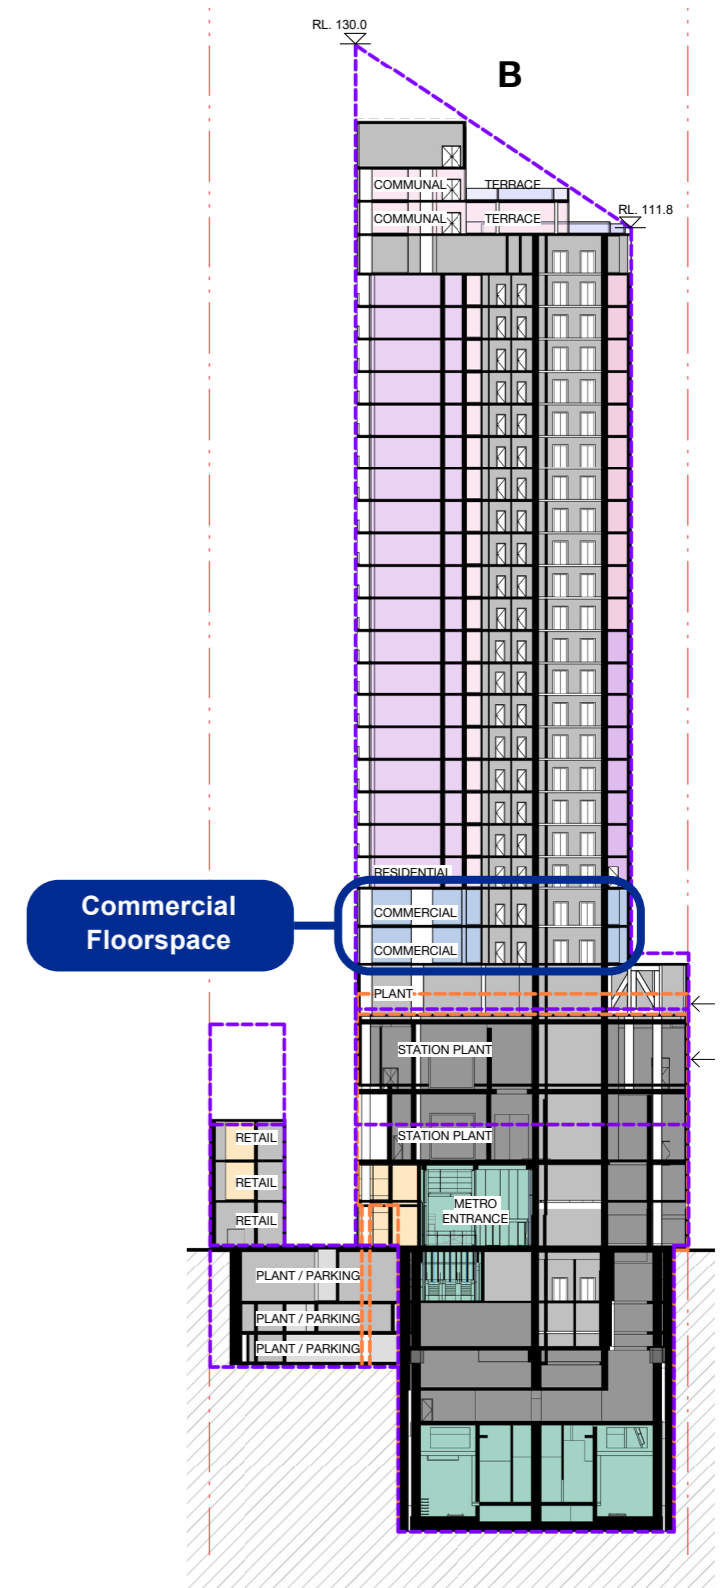 RL. 130.0
B
COMMUNAL
TERRACE
RL. 111.8
COMMUNAL
TERRACE
RESIDENTIAL
Commercial
Floorspace
COMMERCIAL
COMMERCIAL
PLANT
STATION PLANT
STATION PLANT
RETAIL
RETAIL
RETAIL
METRO
ENTRANCE
PLANT / PARKING
PLANT / PARKING
PLANT / PARKING